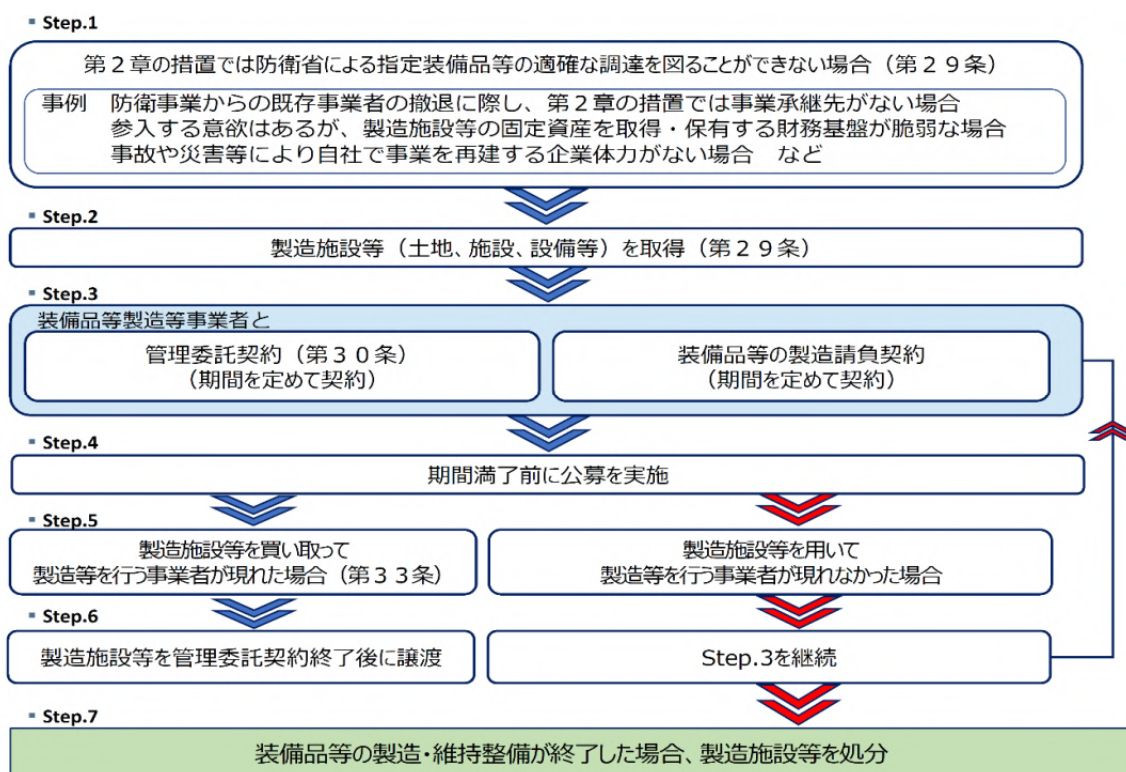 ▪ Step.1
第２章の措置では防衛省による指定装備品等の適確な調達を図ることができない場合（第２９条）
事例　防衛事業からの既存事業者の撤退に際し、第２章の措置では事業承継先がない場合
参入する意欲はあるが、製造施設等の固定資産を取得・保有する財務基盤が脆弱な場合
事故や災害等により自社で事業を再建する企業体力がない場合　など
▪ Step.2
製造施設等（土地、施設、設備等）を取得（第２９条）
▪ Step.3
装備品等製造等事業者と
管理委託契約（第３０条）
（期間を定めて契約）
装備品等の製造請負契約
（期間を定めて契約）
▪ Step.4
期間満了前に公募を実施
▪ Step.5
製造施設等を買い取って
製造等を行う事業者が現れた場合（第３３条）
製造施設等を用いて
製造等を行う事業者が現れなかった場合
▪ Step.6
製造施設等を管理委託契約終了後に譲渡
Step.3を継続
▪ Step.7
装備品等の製造・維持整備が終了した場合、製造施設等を処分